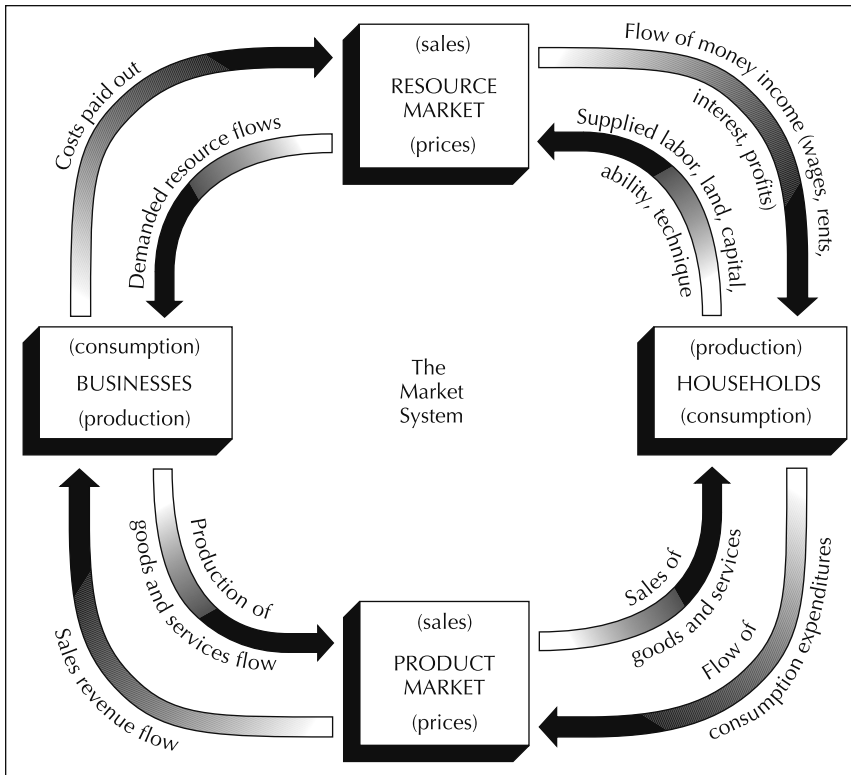 (sales)
RESOURCE
MARKET
(prices)
Costs paid out
Demanded resource flows
Flow of money income (wages, rents,
interest, profits)
Supplied labor, land, capital,
ability, technique
(consumption)
BUSINESSES
(production)
The
Market
System
(production)
HOUSEHOLDS
(consumption)
Production of
goods and services flow
Sales revenue flow
Sales of
goods and services
Flow of
consumption expenditures
(sales)
PRODUCT
MARKET
(prices)